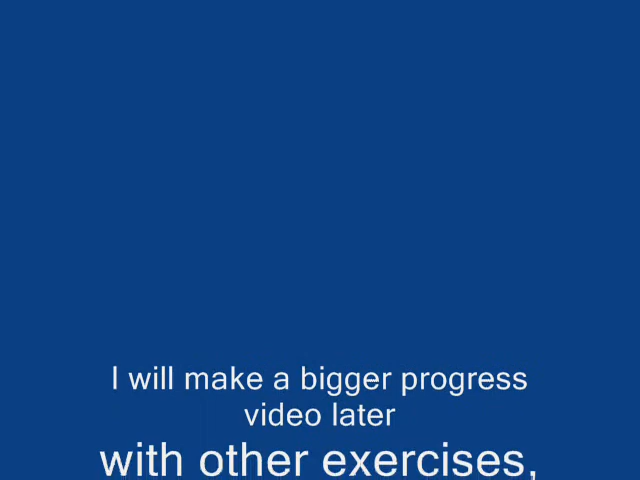 I will make a bigger progress
video later
with other exercises,